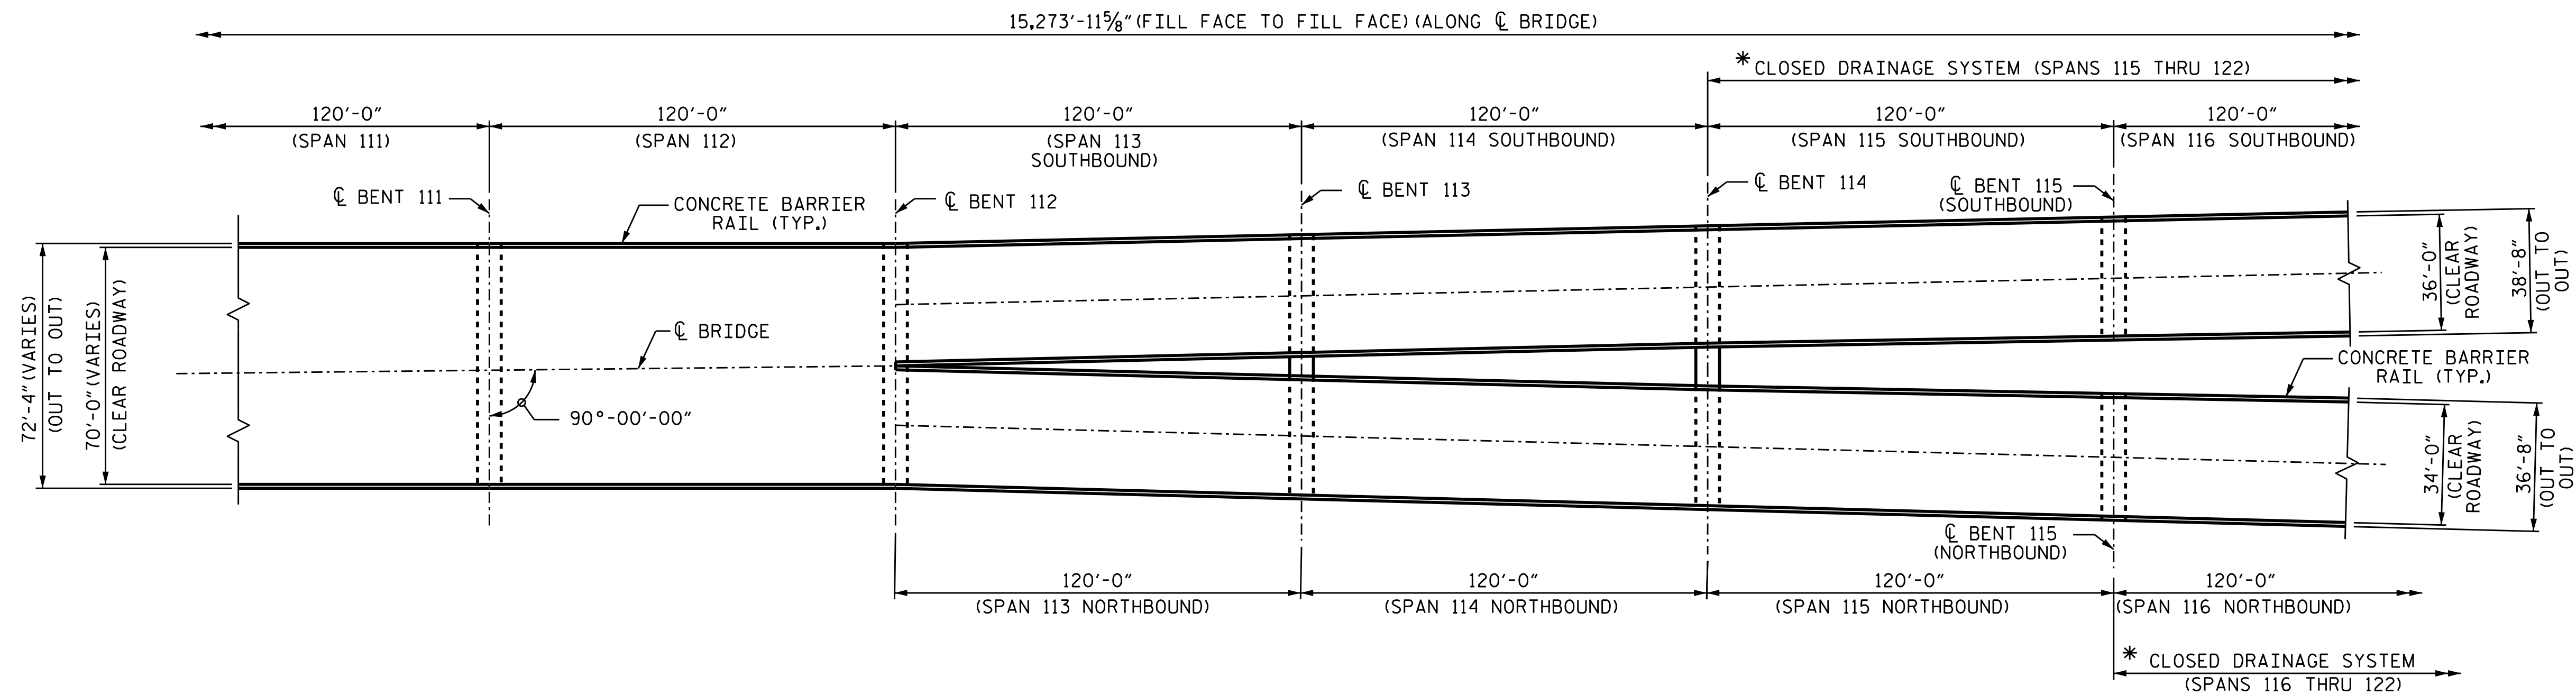 15,273'-11 5/8" (FILL FACE TO FILL FACE) (ALONG ℄ BRIDGE)
* CLOSED DRAINAGE SYSTEM (SPANS 115 THRU 122)
120'-0"
(SPAN 111)
120'-0"
(SPAN 112)
120'-0"
(SPAN 113
SOUTHBOUND)
120'-0"
(SPAN 114 SOUTHBOUND)
120'-0"
(SPAN 115 SOUTHBOUND)
120'-0"
(SPAN 116 SOUTHBOUND)
℄ BENT 111
CONCRETE BARRIER
RAIL (TYP.)
℄ BENT 112
℄ BENT 113
℄ BENT 114
℄ BENT 115
(SOUTHBOUND)
72'-4" (VARIES)
(OUT TO OUT)
70'-0" (VARIES)
(CLEAR ROADWAY)
℄ BRIDGE
90°-00'-00"
36'-0"
(CLEAR
ROADWAY)
38'-8"
(OUT TO
OUT)
CONCRETE BARRIER
RAIL (TYP.)
34'-0"
(CLEAR
ROADWAY)
36'-8"
(OUT TO
OUT)
℄ BENT 115
(NORTHBOUND)
120'-0"
(SPAN 113 NORTHBOUND)
120'-0"
(SPAN 114 NORTHBOUND)
120'-0"
(SPAN 115 NORTHBOUND)
120'-0"
(SPAN 116 NORTHBOUND)
* CLOSED DRAINAGE SYSTEM
(SPANS 116 THRU 122)